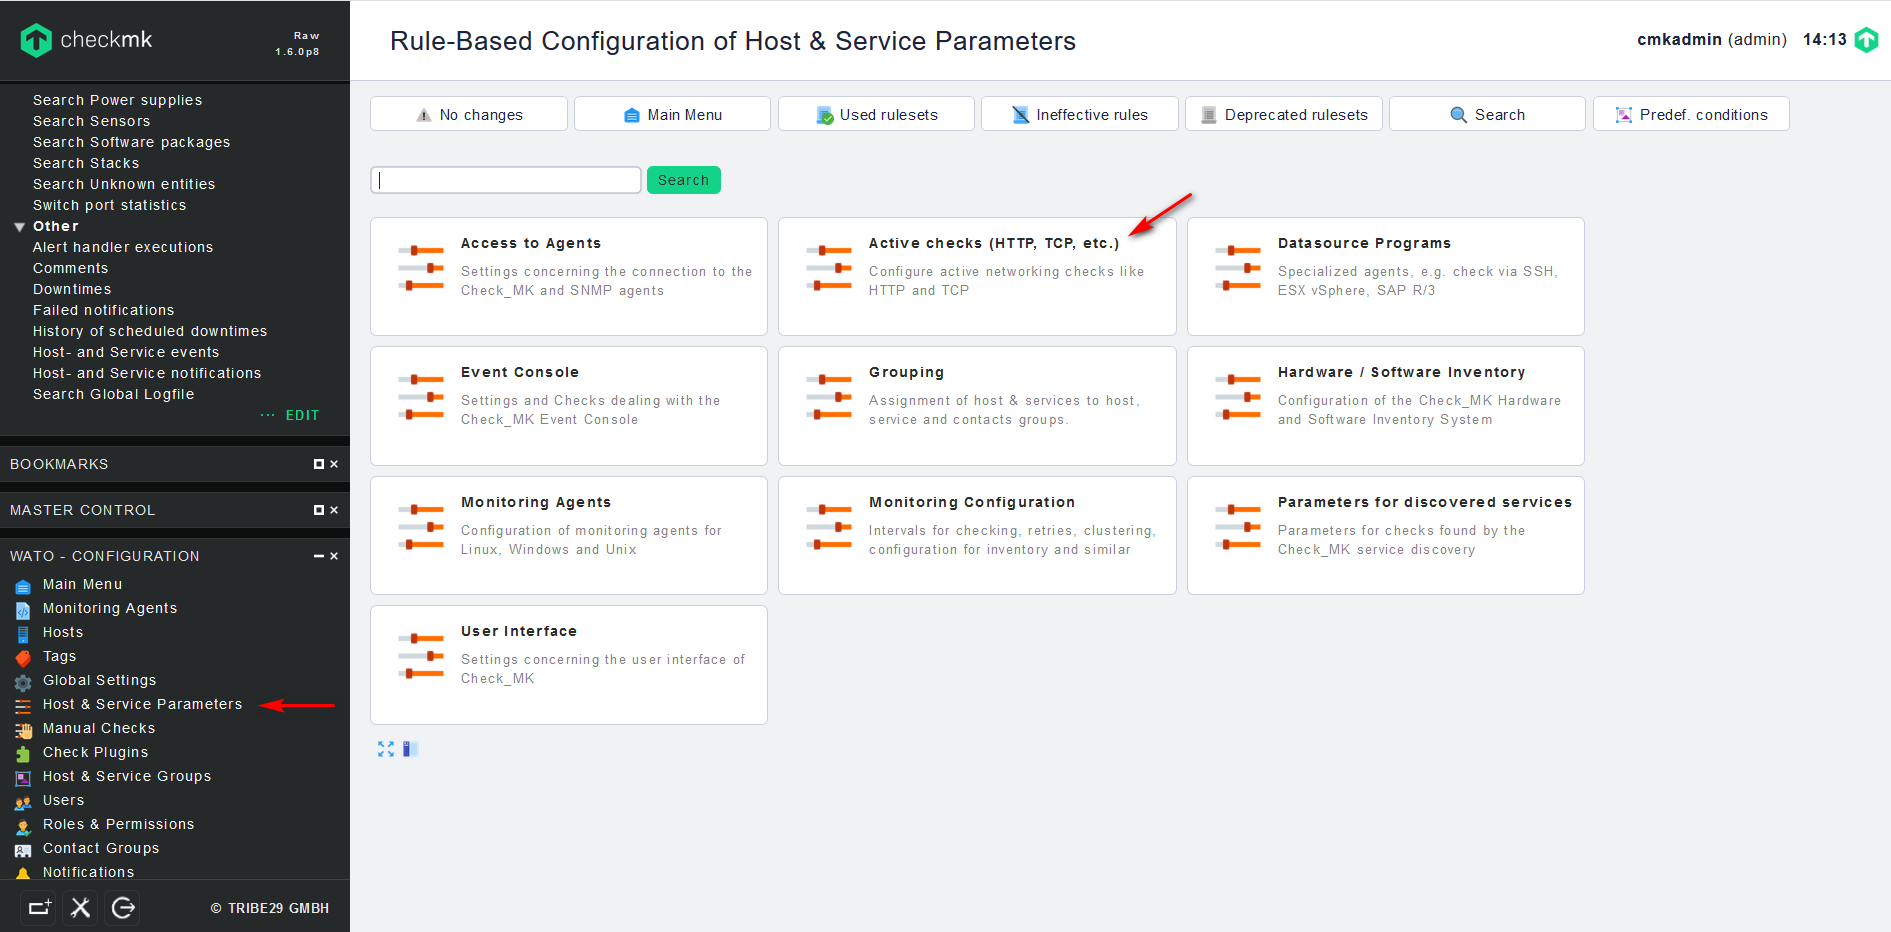 checkmk
Raw
1.6.0p8
Search Power supplies
Search Sensors
Search Software packages
Search Stacks
Search Unknown entities
Switch port statistics
Other
Alert handler executions
Comments
Downtimes
Failed notifications
History of scheduled downtimes
Host- and Service events
Host- and Service notifications
Search Global Logfile
··· EDIT
BOOKMARKS
MASTER CONTROL
WATO - CONFIGURATION
Main Menu
Monitoring Agents
Hosts
Tags
Global Settings
Host & Service Parameters
Manual Checks
Check Plugins
Host & Service Groups
Users
Roles & Permissions
Contact Groups
Notifications
© TRIBE29 GMBH
Rule-Based Configuration of Host & Service Parameters
cmkadmin (admin) 14:13
No changes
Main Menu
Used rulesets
Ineffective rules
Deprecated rulesets
Search
Predef. conditions
Search
Access to Agents
Settings concerning the connection to the
Check_MK and SNMP agents
Active checks (HTTP, TCP, etc.)
Configure active networking checks like
HTTP and TCP
Datasource Programs
Specialized agents, e.g. check via SSH,
ESX vSphere, SAP R/3
Event Console
Settings and Checks dealing with the
Check_MK Event Console
Grouping
Assignment of host & services to host,
service and contacts groups.
Hardware / Software Inventory
Configuration of the Check_MK Hardware
and Software Inventory System
Monitoring Agents
Configuration of monitoring agents for
Linux, Windows and Unix
Monitoring Configuration
Intervals for checking, retries, clustering,
configuration for inventory and similar
Parameters for discovered services
Parameters for checks found by the
Check_MK service discovery
User Interface
Settings concerning the user interface of
Check_MK